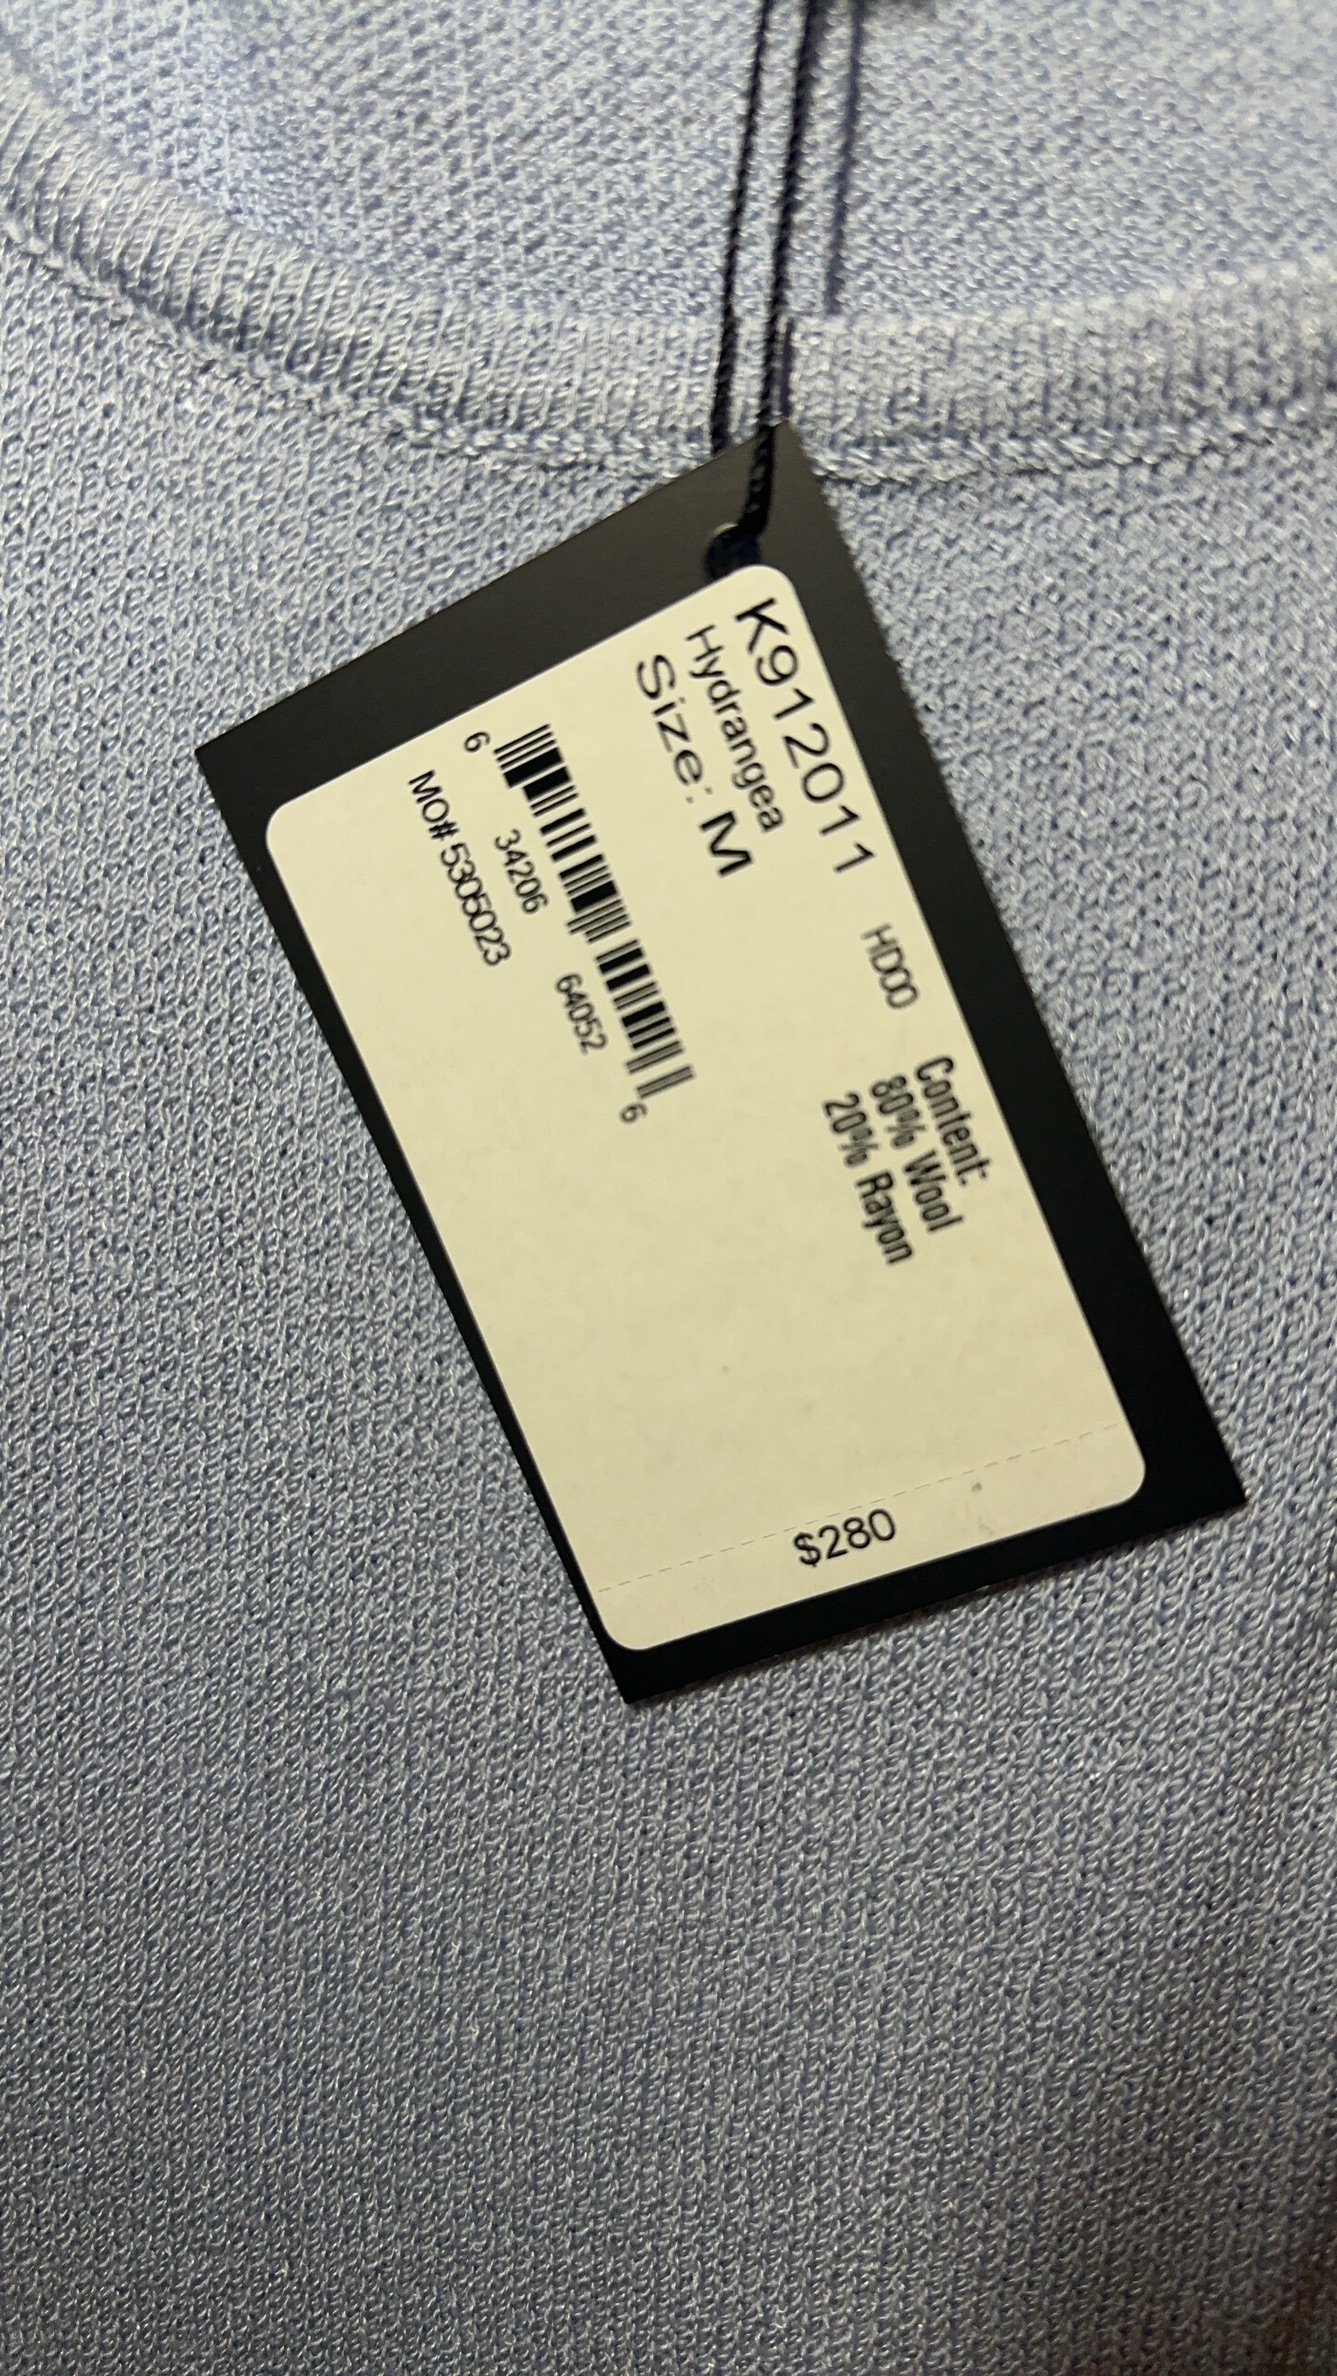 K912011 HD00
Hydrangea
Size: M
Content:
80% Wool
20% Rayon
6 34206 64052 6
MO# 5305023
$280